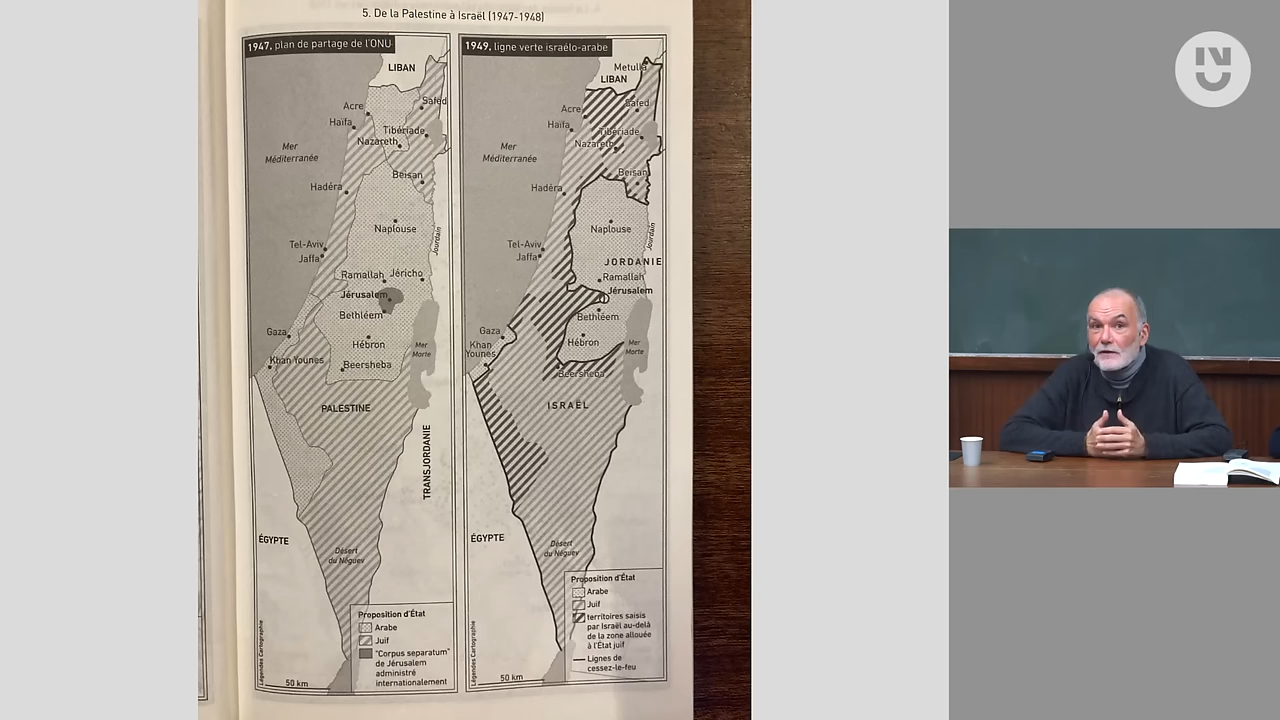 5. De la Palestine à Israël (1947-1948)
1947, plan de partage de l'ONU
LIBAN
Acre
Safed
Haïfa
Tibériade
Nazareth
Mer
Méditerranée
Beisan
Hadéra
Naplouse
Jourdain
Tel-Aviv
Jaffa
Ramallah
Jéricho
Jérusalem
Bethléem
Gaza
Hébron
Mer
Morte
Khan Younes
Beersheba
PALESTINE
TRANSJORDANIE
ÉGYPTE
Désert
du Néguev
Proposition d'État
Arabe
Juif
"Corpus separatum"
de Jérusalem
administré
internationalement
Légendes Cartographie
50 km
1949, ligne verte israélo-arabe
Metulla
LIBAN
Acre
Safed
Haïfa
Tibériade
Nazareth
Mer
Méditerranée
Beisan
Hadéra
Naplouse
Jourdain
Tel-Aviv
Jaffa
JORDANIE
Ramallah
Jérusalem
Bethléem
Gaza
Hébron
Mer
Morte
Khan
Younes
Beersheba
ISRAËL
ÉGYPTE
Désert
du Néguev
Proposition d'État
Arabe
Juif
territoires saisis
par Israël au-delà
de la zone allouée
à l'État juif
Lignes de
cessez-le-feu
Légendes Cartographie
50 km